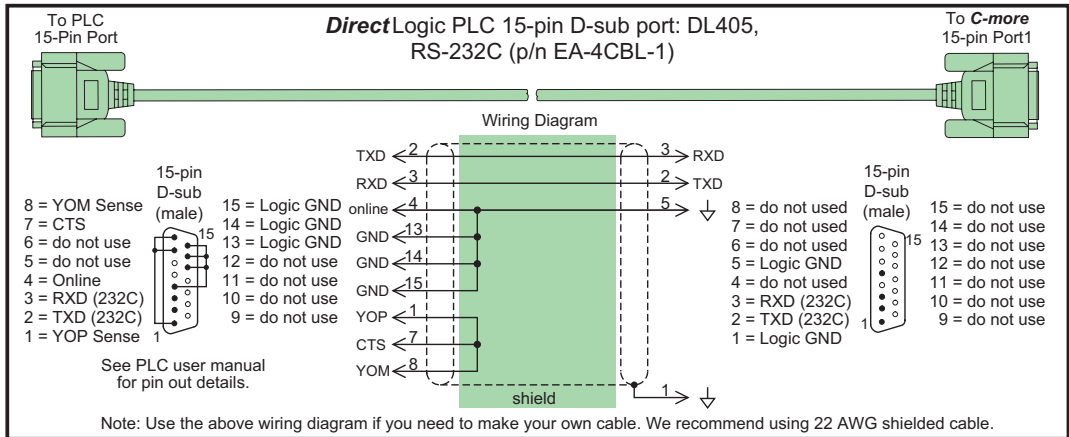 To PLC
15-Pin Port
DirectLogic PLC 15-pin D-sub port: DL405,
RS-232C (p/n EA-4CBL-1)
To C-more
15-pin Port1
Wiring Diagram
TXD 2 3 RXD
RXD 3 2 TXD
online 4 5
GND 13
GND 14
GND 15
YOP 1
CTS 7
YOM 8
1
shield
15-pin
D-sub
(male)
15
1
8 = YOM Sense
7 = CTS
6 = do not use
5 = do not use
4 = Online
3 = RXD (232C)
2 = TXD (232C)
1 = YOP Sense
15 = Logic GND
14 = Logic GND
13 = Logic GND
12 = do not use
11 = do not use
10 = do not use
9 = do not use
See PLC user manual
for pin out details.
15-pin
D-sub
(male)
15
1
8 = do not used
7 = do not used
6 = do not used
5 = Logic GND
4 = do not used
3 = RXD (232C)
2 = TXD (232C)
1 = Logic GND
15 = do not use
14 = do not use
13 = do not use
12 = do not use
11 = do not use
10 = do not use
9 = do not use
Note: Use the above wiring diagram if you need to make your own cable. We recommend using 22 AWG shielded cable.